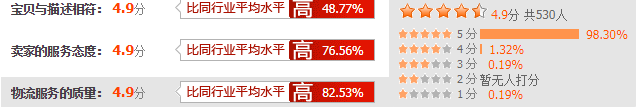 宝贝与描述相符: 4.9分 比同行业平均水平 高 48.77%
卖家的服务态度: 4.9分 比同行业平均水平 高 76.56%
物流服务的质量: 4.9分 比同行业平均水平 高 82.53%
4.9分 共530人
5 分 98.30%
4 分 1.32%
3 分 0.19%
2 分 暂无人打分
1 分 0.19%